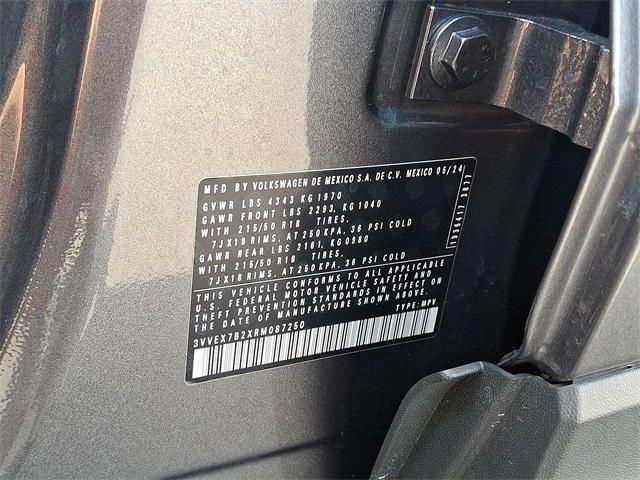 MFD BY VOLKSWAGEN DE MEXICO S.A. DE C.V. MEXICO 05/24
GVWR LBS 4343 KG 1970
GAWR FRONT LBS 2293, KG 1040
WITH 215/50 R18 TIRES,
7JX18 RIMS, AT 250 KPA, 36 PSI COLD
GAWR REAR LBS 2161, KG 0980
WITH 215/50 R18 TIRES,
7JX18 RIMS, AT 250 KPA, 36 PSI COLD
THIS VEHICLE CONFORMS TO ALL APPLICABLE
U.S. FEDERAL MOTOR VEHICLE SAFETY AND
THEFT PREVENTION STANDARDS IN EFFECT ON
THE DATE OF MANUFACTURE SHOWN ABOVE.
3VVEX7B2XRM087250 TYPE: MPV
1936417 3877